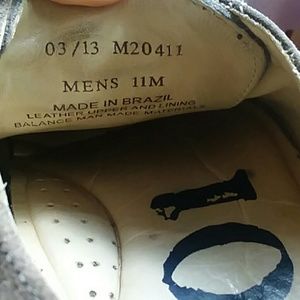 03/13 M20411
MENS 11M
MADE IN BRAZIL
LEATHER UPPER AND LINING
BALANCE MAN MADE MATERIALS